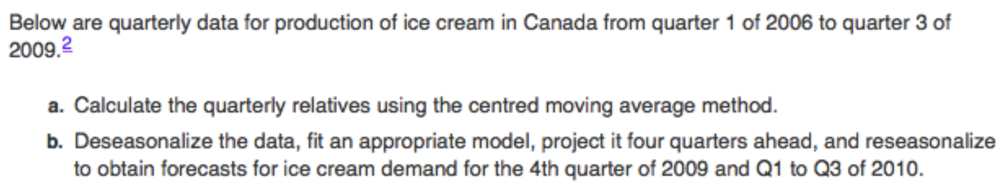 Below are quarterly data for production of ice cream in Canada from quarter 1 of 2006 to quarter 3 of
2009.2
a. Calculate the quarterly relatives using the centred moving average method.
b. Deseasonalize the data, fit an appropriate model, project it four quarters ahead, and reseasonalize
to obtain forecasts for ice cream demand for the 4th quarter of 2009 and Q1 to Q3 of 2010.